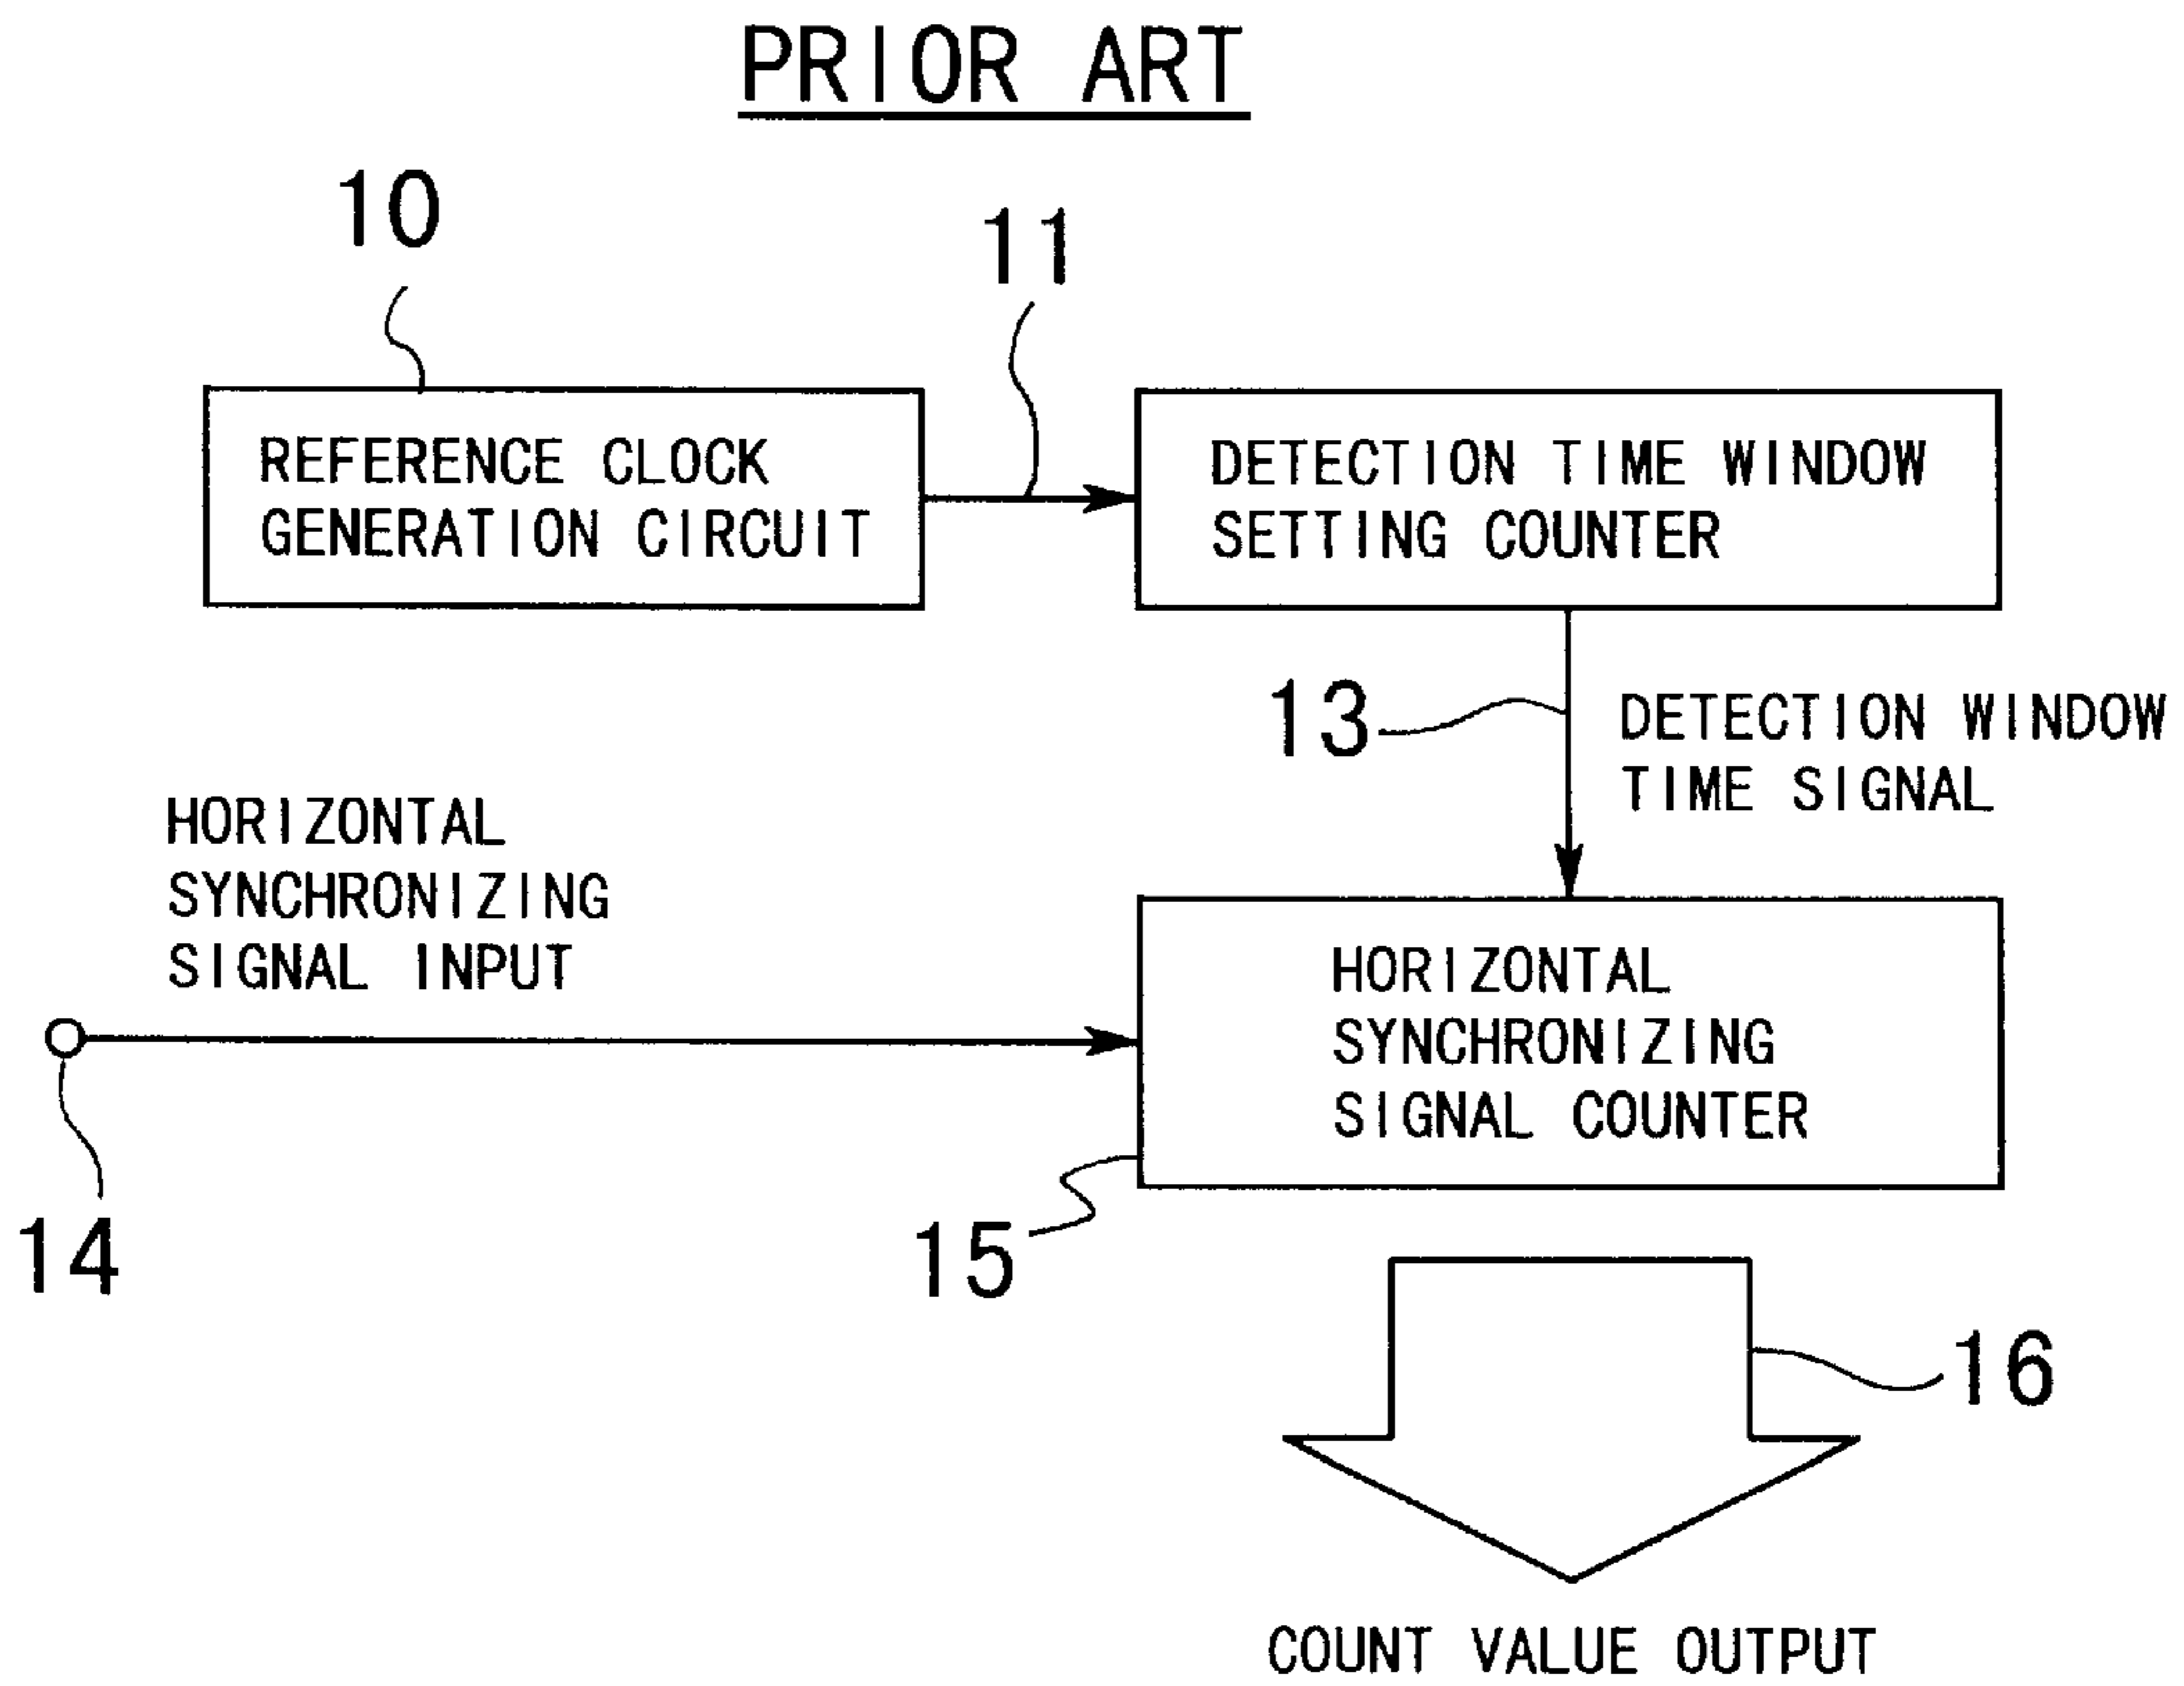 PRIOR ART
10
11
REFERENCE CLOCK
GENERATION CIRCUIT
DETECTION TIME WINDOW
SETTING COUNTER
13
DETECTION WINDOW
TIME SIGNAL
HORIZONTAL
SYNCHRONIZING
SIGNAL INPUT
HORIZONTAL
SYNCHRONIZING
SIGNAL COUNTER
14
15
16
COUNT VALUE OUTPUT